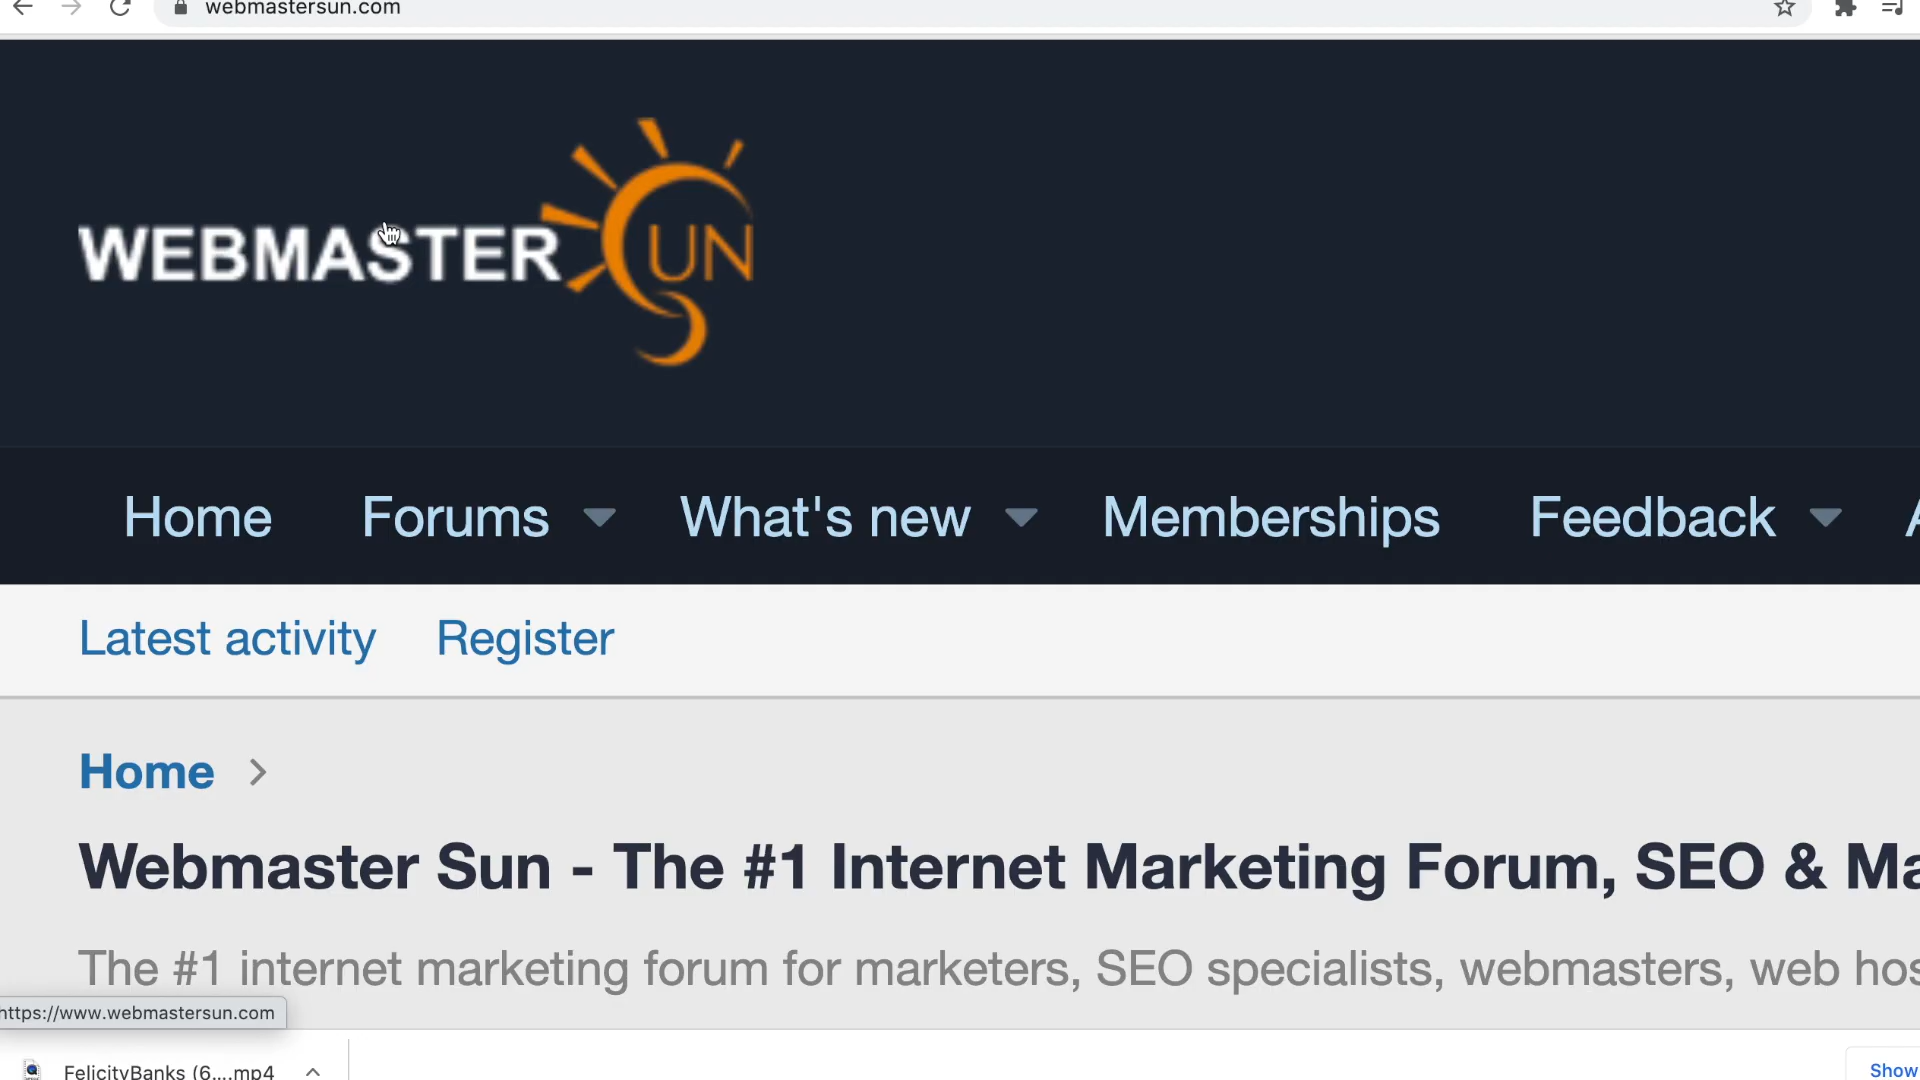 webmastersun.com
WEBMASTER SUN
Home Forums What's new Memberships Feedback A
Latest activity Register
Home
Webmaster Sun - The #1 Internet Marketing Forum, SEO & Ma
The #1 internet marketing forum for marketers, SEO specialists, webmasters, web hos
https://www.webmastersun.com
FelicityBanks (6....mp4 Show